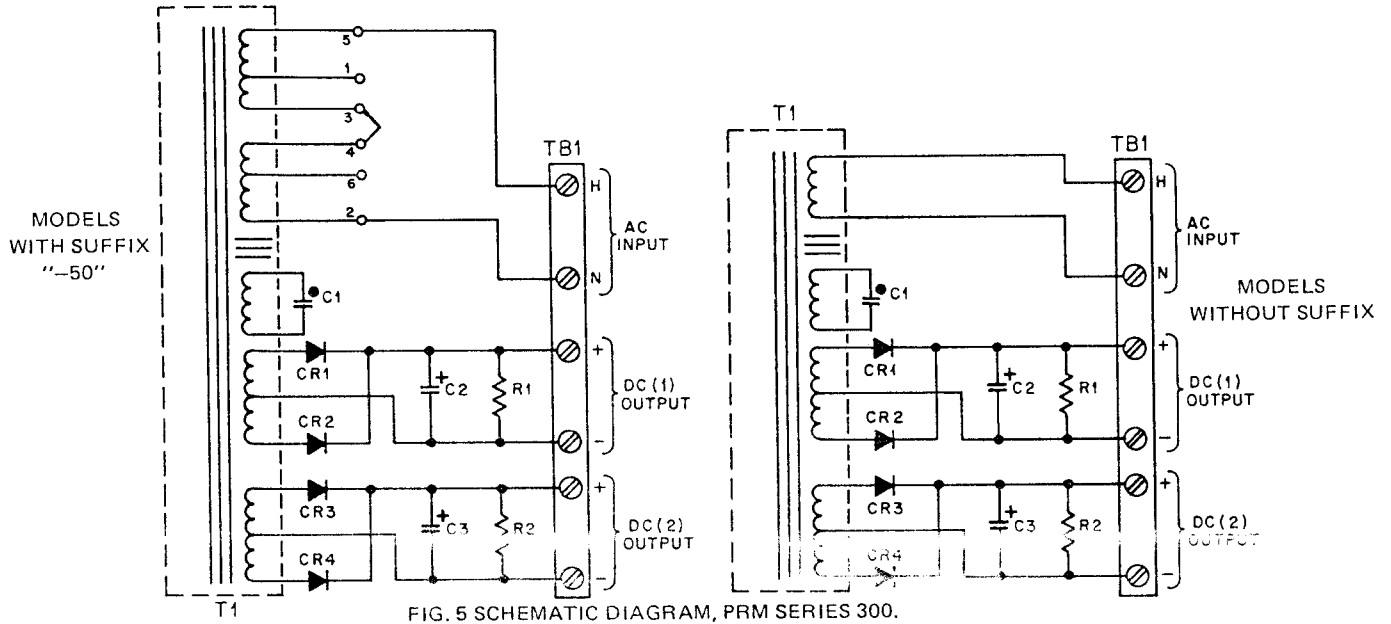 5
1
3
4
6
2
TB1
H
N
AC
INPUT
MODELS
WITH SUFFIX
"–50"
C1
CR1
CR2
+
C2
R1
+
–
DC(1)
OUTPUT
CR3
CR4
+
C3
R2
+
–
DC(2)
OUTPUT
T1
T1
TB1
H
N
AC
INPUT
MODELS
WITHOUT SUFFIX
C1
CR1
CR2
+
C2
R1
+
–
DC(1)
OUTPUT
CR3
CR4
+
C3
R2
+
–
DC(2)
OUTPUT
FIG. 5 SCHEMATIC DIAGRAM, PRM SERIES 300.